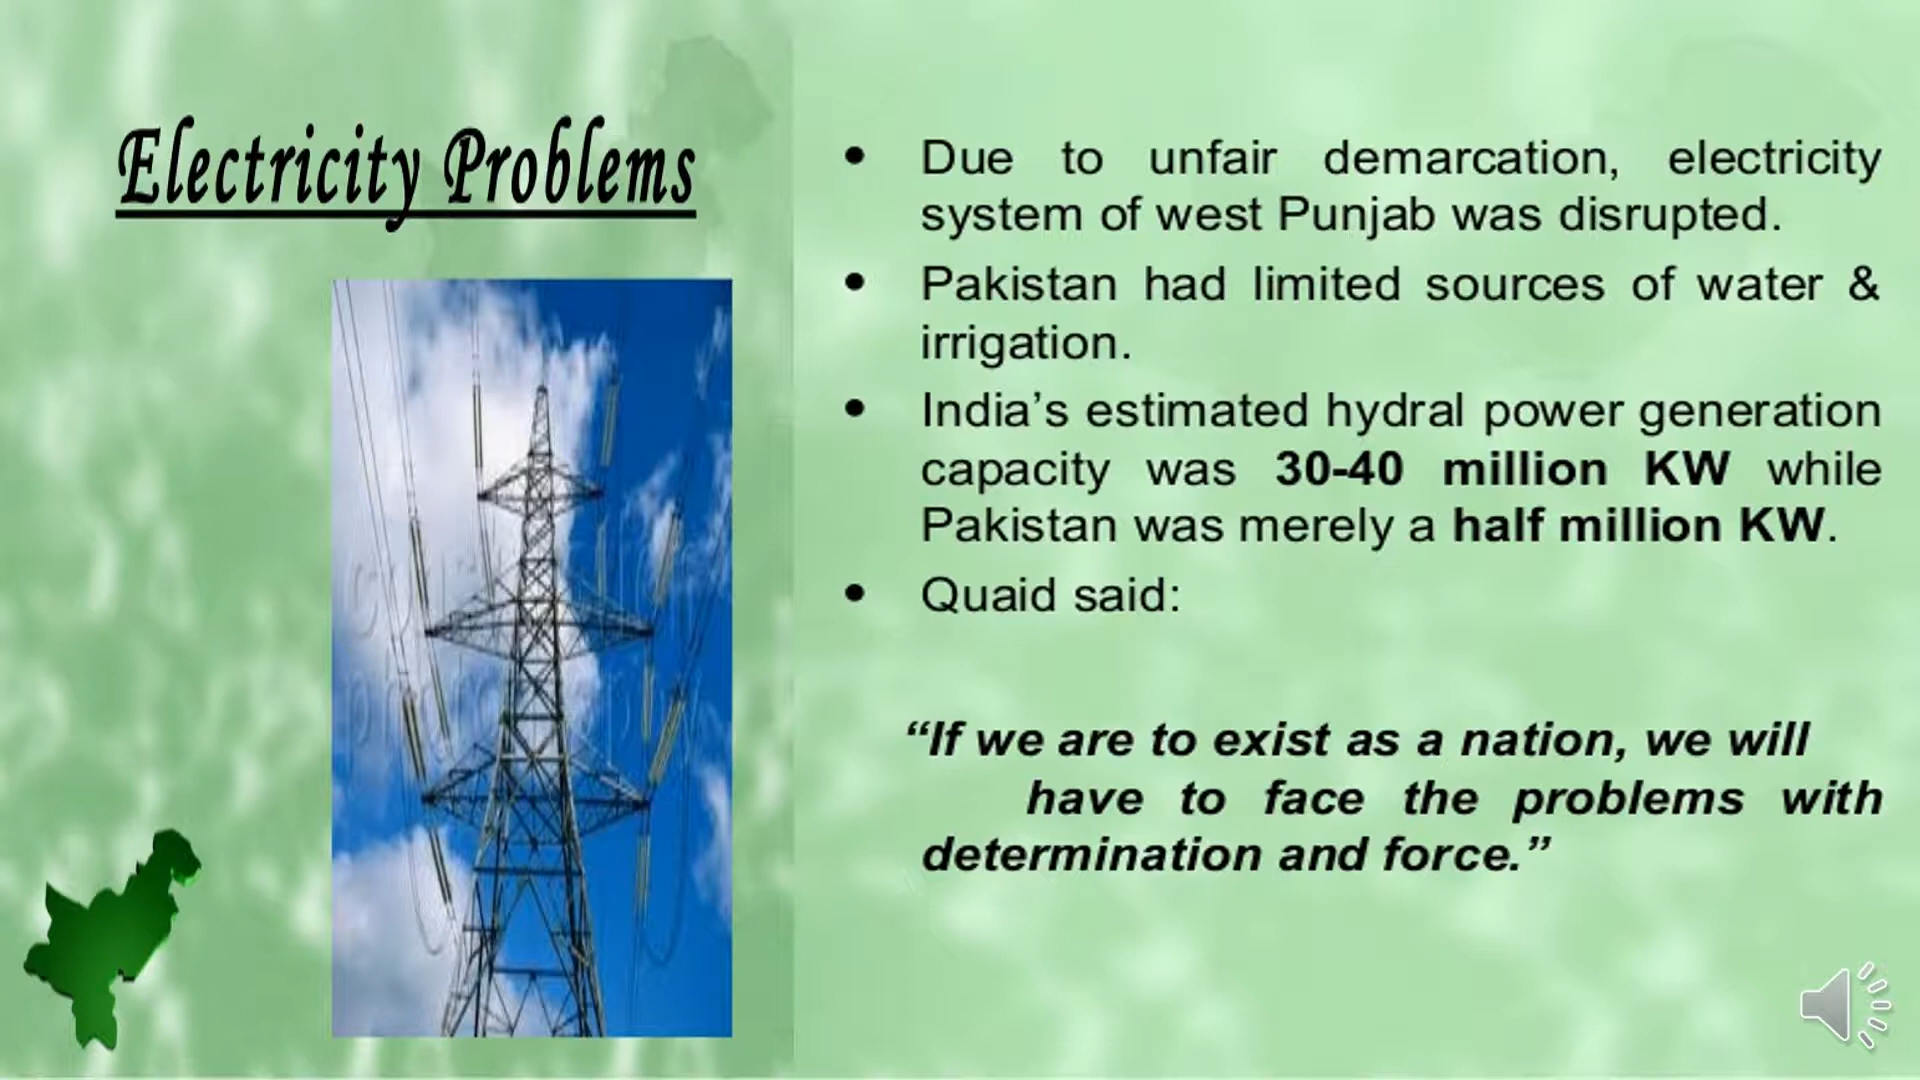 Electricity Problems
• Due to unfair demarcation, electricity
system of west Punjab was disrupted.
• Pakistan had limited sources of water &
irrigation.
• India’s estimated hydral power generation
capacity was 30-40 million KW while
Pakistan was merely a half million KW.
• Quaid said:
“If we are to exist as a nation, we will
have to face the problems with
determination and force.”